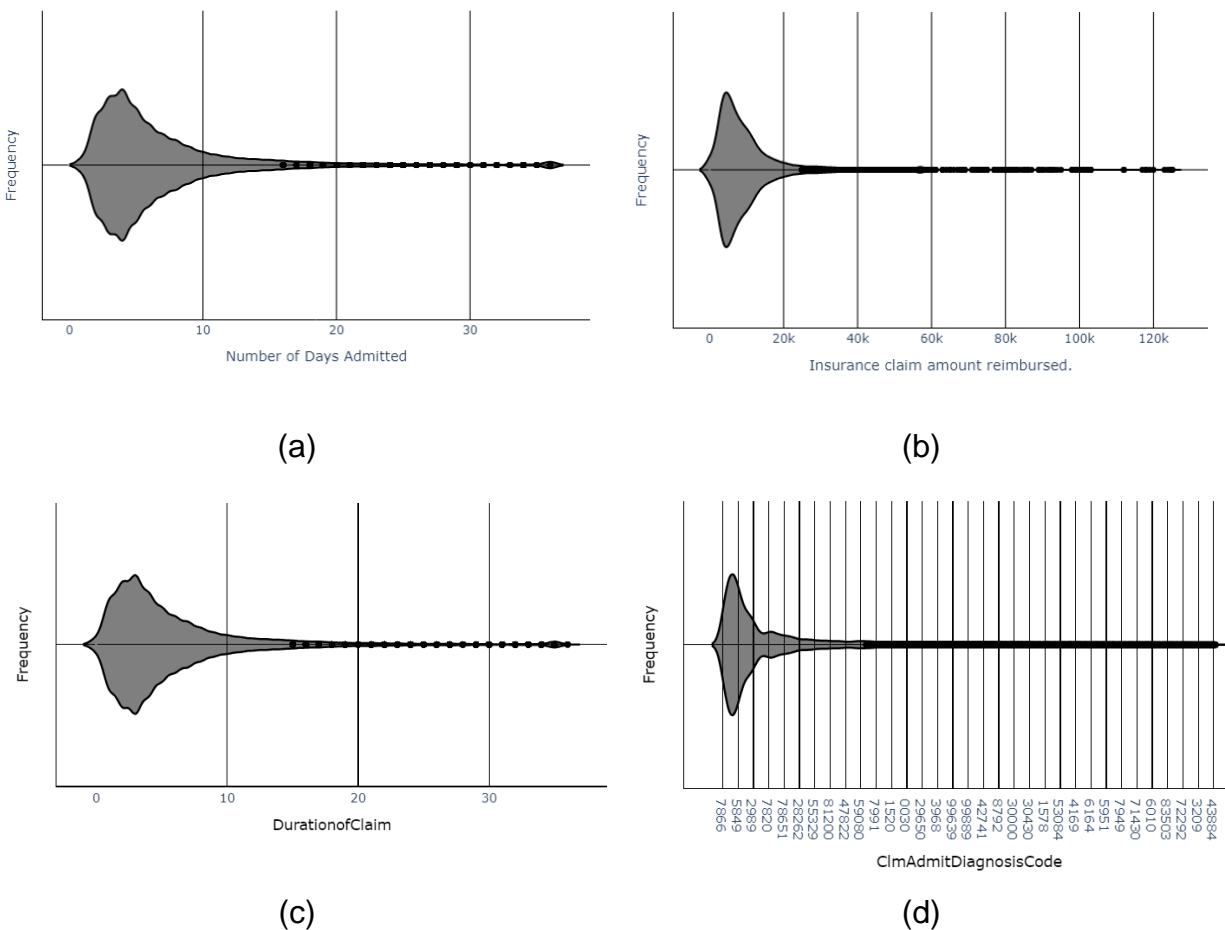 Frequency
0 10 20 30
Number of Days Admitted
(a)
Frequency
0 20k 40k 60k 80k 100k 120k
Insurance claim amount reimbursed.
(b)
Frequency
0 10 20 30
DurationofClaim
(c)
Frequency
7866
5849
2989
7820
78651
28262
55329
81200
47822
59080
7991
1520
0030
29650
3968
99639
99889
42741
8792
30000
30430
1578
53084
4169
6164
5951
79449
71430
6010
83503
72292
3209
43884
ClmAdmitDiagnosisCode
(d)